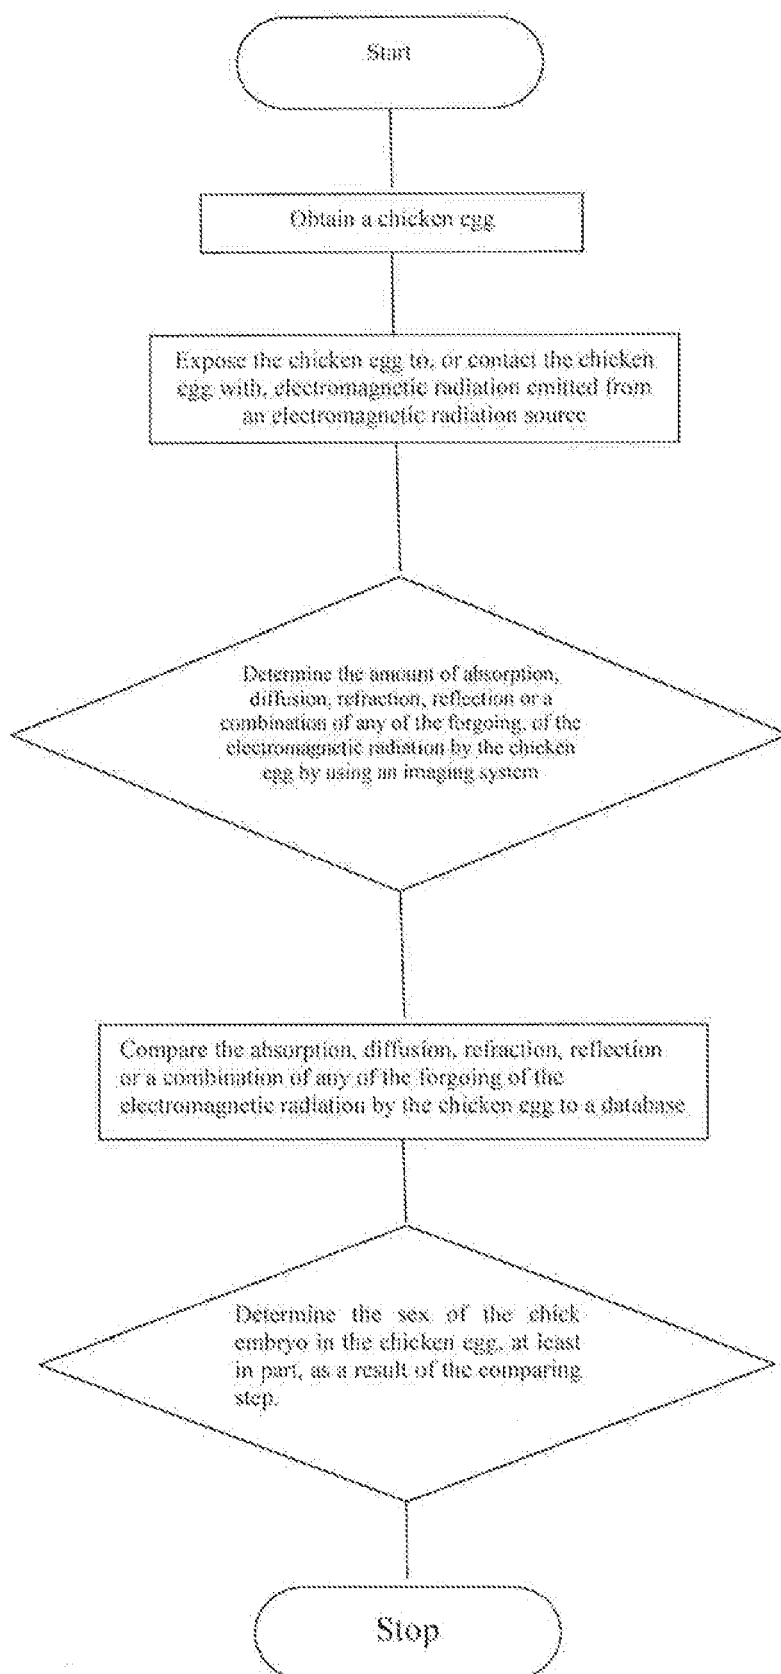 Start
Obtain a chicken egg
Expose the chicken egg to, or contact the chicken
egg with, electromagnetic radiation emitted from
an electromagnetic radiation source
Determine the amount of absorption,
diffusion, refraction, reflection or a
combination of any of the forgoing, of the
electromagnetic radiation by the chicken
egg by using an imaging system
Compare the absorption, diffusion, refraction, reflection
or a combination of any of the forgoing of the
electromagnetic radiation by the chicken egg to a database
Determine the sex of the chick
embryo in the chicken egg, at least
in part, as a result of the comparing
step.
Stop